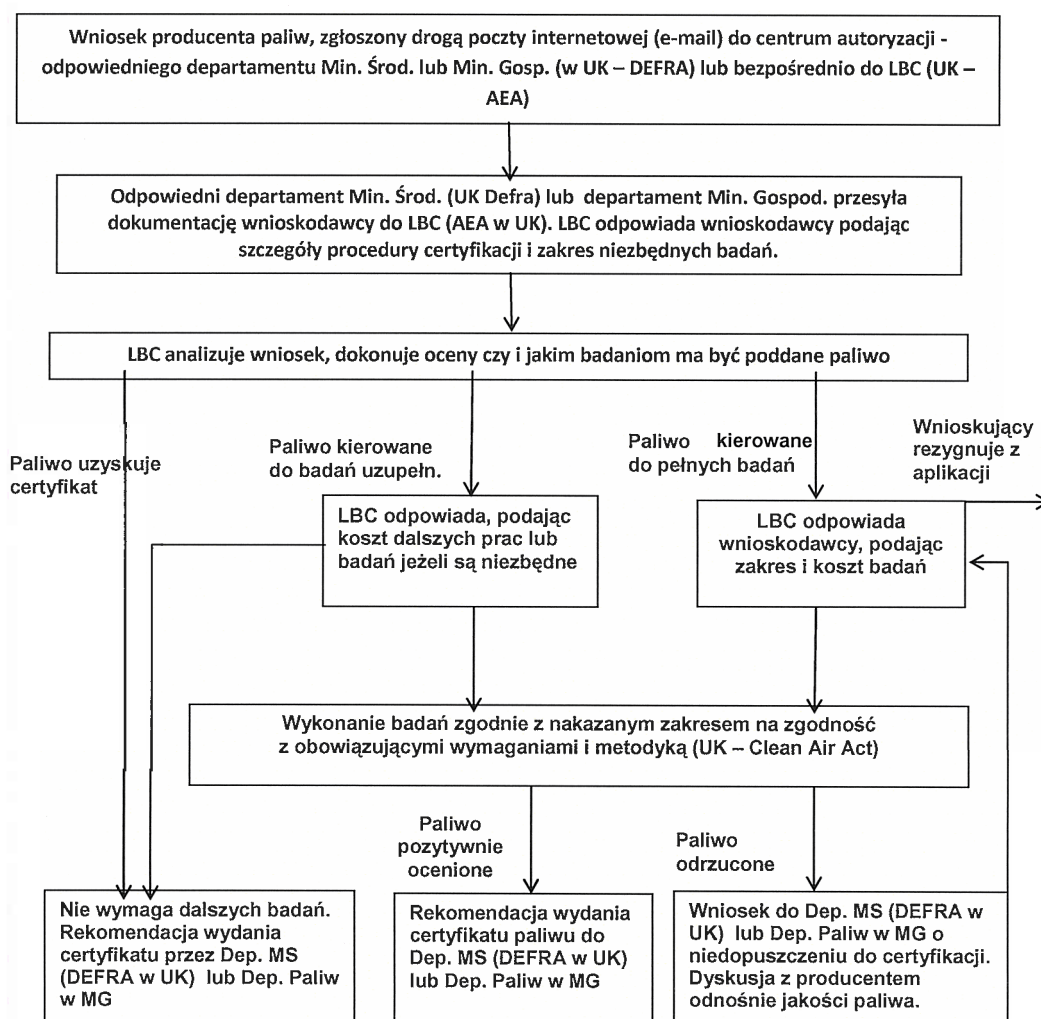 Wniosek producenta paliw, zgłoszony drogą poczty internetowej (e-mail) do centrum autoryzacji -
odpowiedniego departamentu Min. Środ. lub Min. Gosp. (w UK – DEFRA) lub bezpośrednio do LBC (UK –
AEA)
Odpowiedni departament Min. Środ. (UK Defra) lub departament Min. Gospod. przesyła
dokumentację wnioskodawcy do LBC (AEA w UK). LBC odpowiada wnioskodawcy podając
szczegóły procedury certyfikacji i zakres niezbędnych badań.
LBC analizuje wniosek, dokonuje oceny czy i jakim badaniom ma być poddane paliwo
Paliwo uzyskuje
certyfikat
Paliwo kierowane
do badań uzupełn.
Paliwo kierowane
do pełnych badań
Wnioskujący
rezygnuje z
aplikacji
LBC odpowiada, podając
koszt dalszych prac lub
badań jeżeli są niezbędne
LBC odpowiada
wnioskodawcy, podając
zakres i koszt badań
Wykonanie badań zgodnie z nakazanym zakresem na zgodność
z obowiązującymi wymaganiami i metodyką (UK – Clean Air Act)
Paliwo
pozytywnie
ocenione
Paliwo
odrzucone
Nie wymaga dalszych badań.
Rekomendacja wydania
certyfikatu przez Dep. MS
(DEFRA w UK) lub Dep. Paliw
w MG
Rekomendacja wydania
certyfikatu paliwu do
Dep. MS (DEFRA w UK)
lub Dep. Paliw w MG
Wniosek do Dep. MS (DEFRA w
UK) lub Dep. Paliw w MG o
niedopuszczeniu do certyfikacji.
Dyskusja z producentem
odnośnie jakości paliwa.